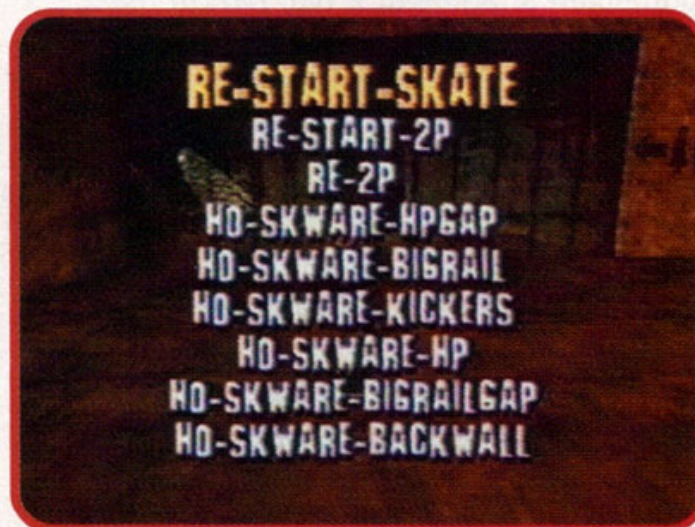 RE-START-SKATE
RE-START-2P
RE-2P
HO-SKWARE-HPGAP
HO-SKWARE-BIGRAIL
HO-SKWARE-KICKERS
HO-SKWARE-HP
HO-SKWARE-BIGRAILGAP
HO-SKWARE-BACKWALL